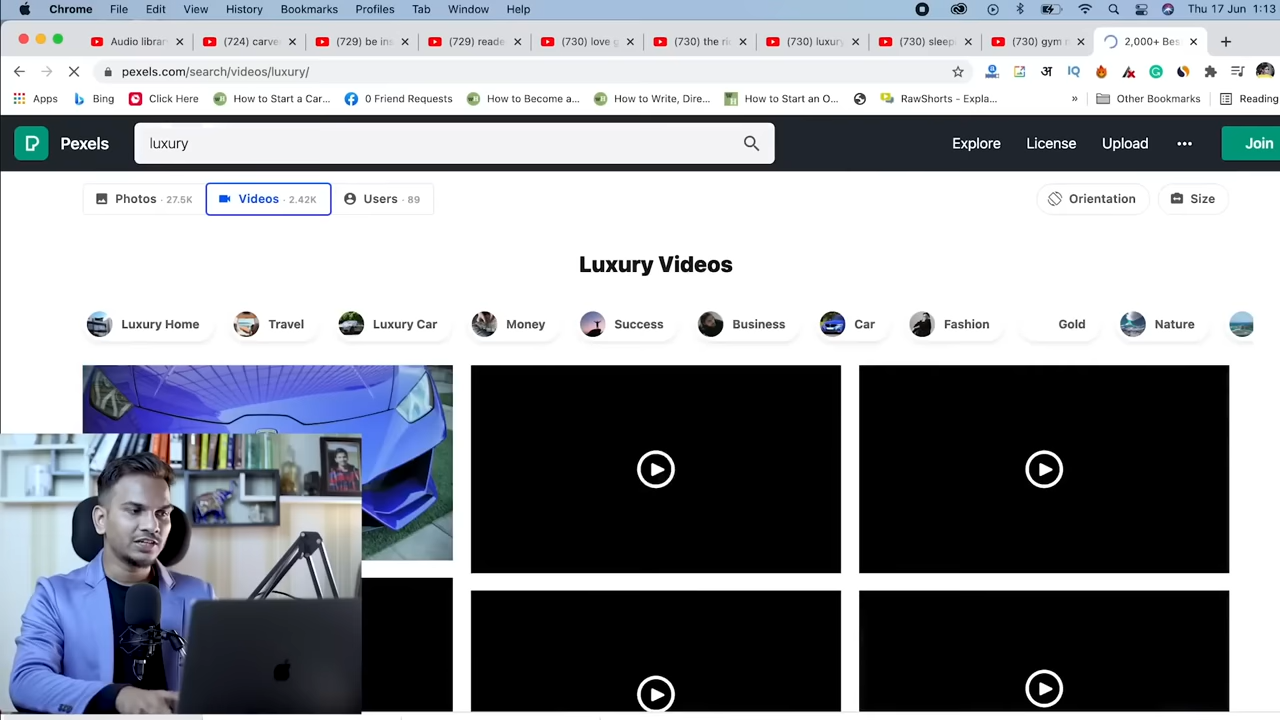 Chrome File Edit View History Bookmarks Profiles Tab Window Help Thu 17 Jun 1:13
Audio librar (724) carve (729) be ins (729) reade (730) love g (730) the ric (730) luxury (730) sleep (730) gym n 2,000+ Bes
pexels.com/search/videos/luxury/
अ IQ
Apps Bing Click Here How to Start a Car... 0 Friend Requests How to Become a... How to Write, Dire... How to Start an O... RawShorts - Expla... » Other Bookmarks Reading
Pexels luxury Explore License Upload ••• Join
Photos · 27.5K Videos · 2.42K Users · 89 Orientation Size
Luxury Videos
Luxury Home Travel Luxury Car Money Success Business Car Fashion Gold Nature